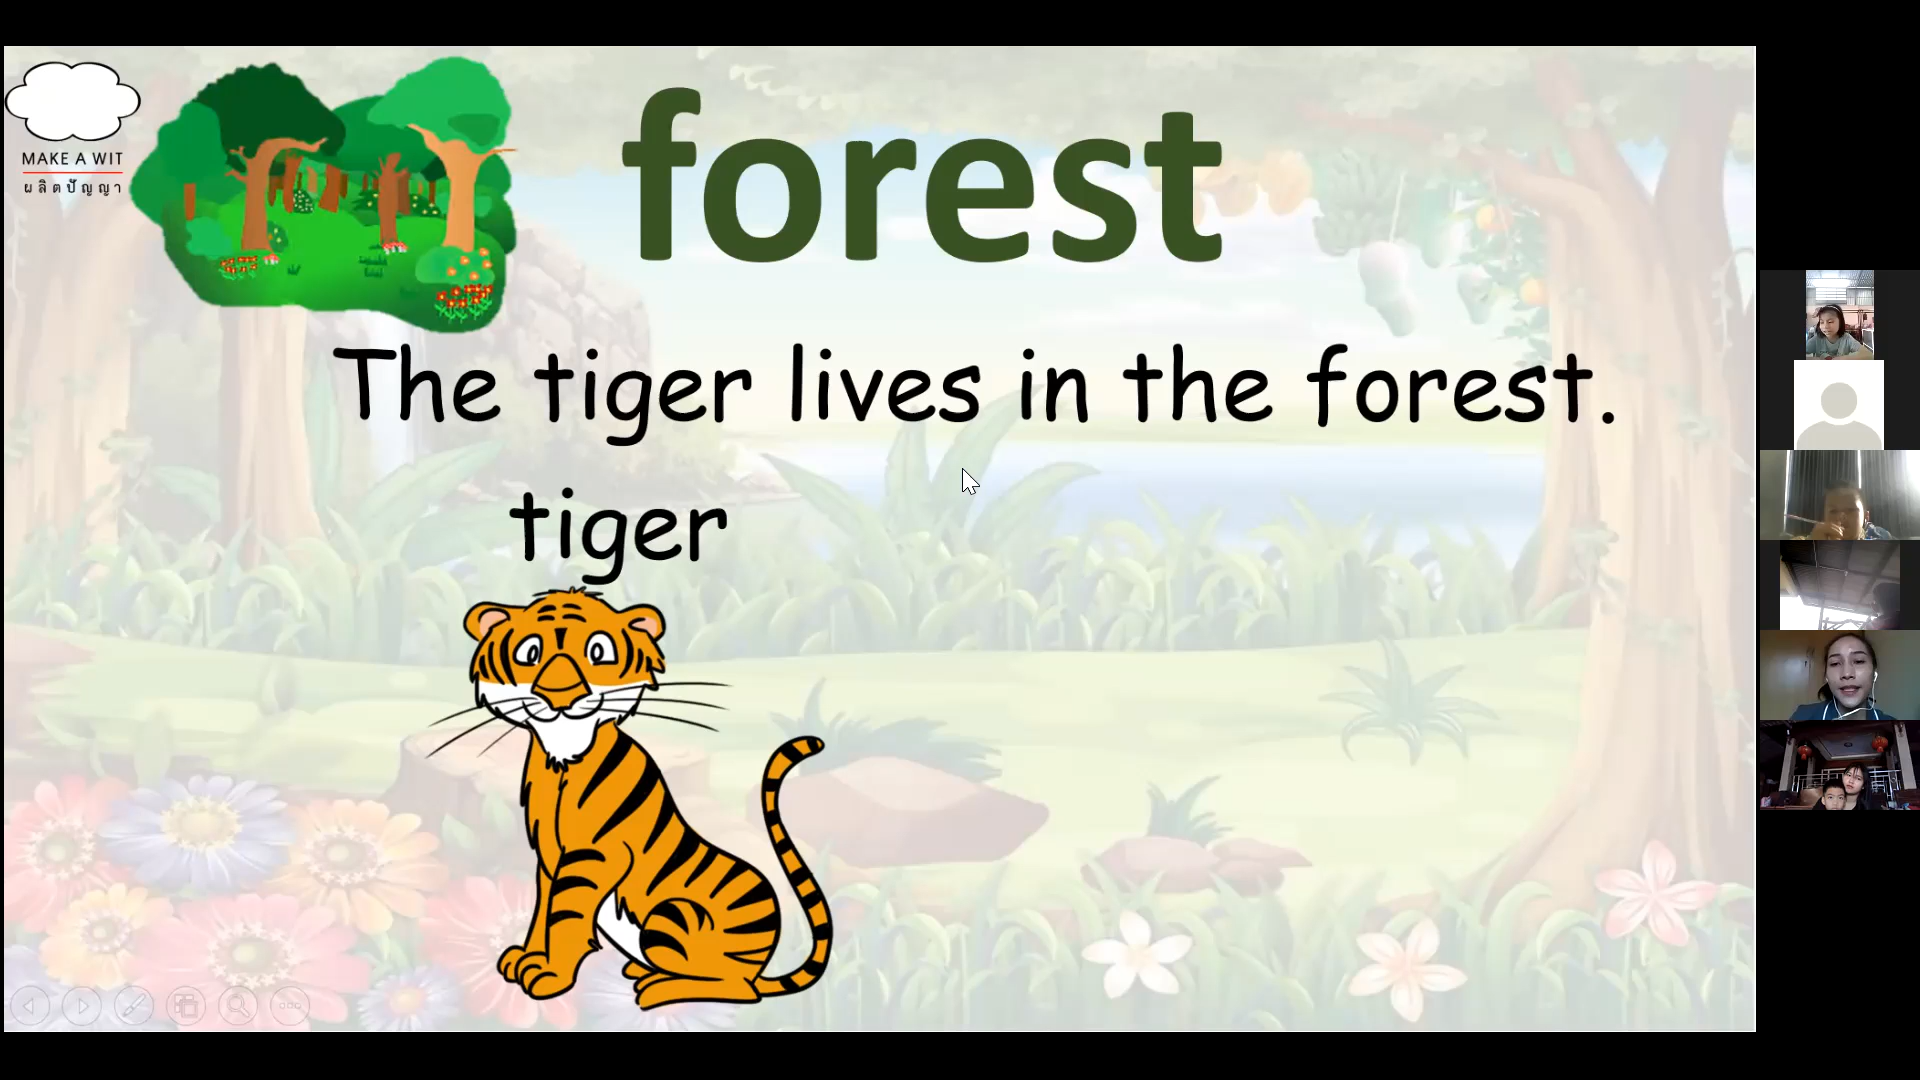 MAKE A WIT
ผลิตปัญญา
forest
The tiger lives in the forest.
tiger